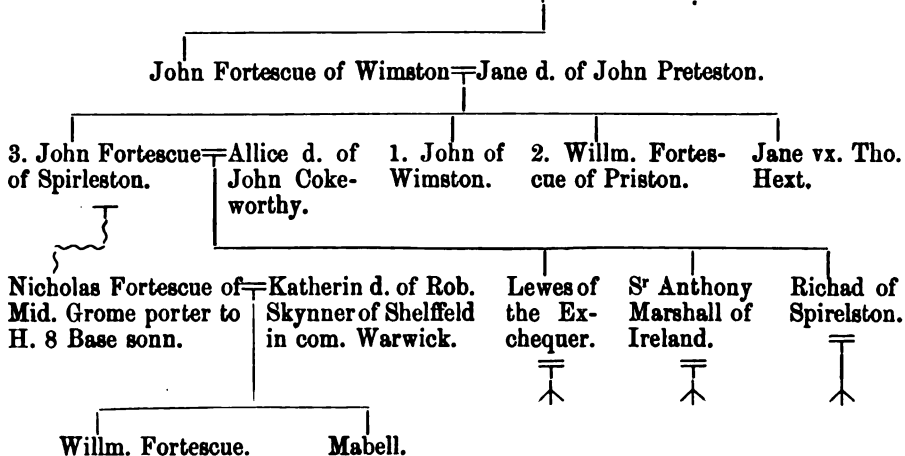 John Fortescue of Wimston Jane d. of John Preteston.
3. John Fortescue
of Spirleston.
Allice d. of
John Coke-
worthy.
1. John of
Wimston.
2. Willm. Fortes-
cue of Priston.
Jane vx. Tho.
Hext.
Nicholas Fortescue of
Mid. Grome porter to
H. 8 Base sonn.
Katherin d. of Rob.
Skynner of Shelffeld
in com. Warwick.
Lewes of
the Ex-
chequer.
Sr Anthony
Marshall of
Ireland.
Richad of
Spirelston.
Willm. Fortescue.
Mabell.